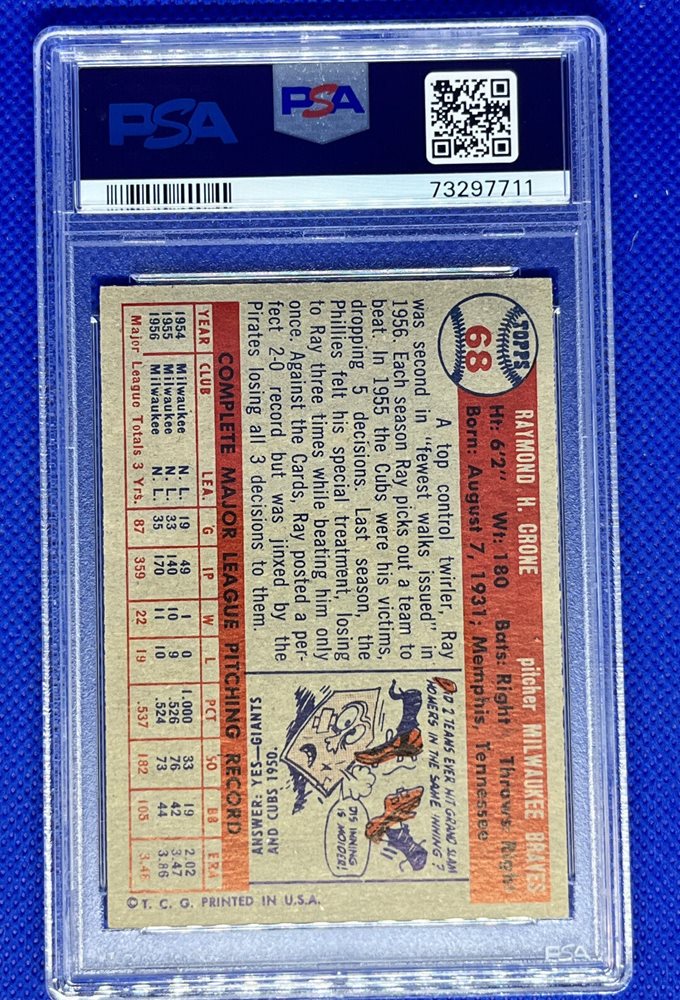 PSA
PSA
73297711
TOPPS
68
RAYMOND H. CRONE pitcher MILWAUKEE BRAVES
Ht: 6'2" Wt: 180 Bats: Right Throws: Right
Born: August 7, 1931; Memphis, Tennessee
A top control twirler, Ray
was second in "fewest walks issued" in
1956. Each season Ray picks out a team to
beat. In 1955 the Cubs were his victims,
dropping 5 decisions. Last season, the
Phillies felt his special treatment, losing
to Ray three times while beating him only
once. Against the Cards, Ray posted a per-
fect 2-0 record but was jinxed by the
Pirates losing all 3 decisions to them.
DID 2 TEAMS EVER HIT GRAND SLAM
HOMERS IN THE SAME INNING?
DIS
INNING
IS MOIDER!
ANSWER: YES-GIANTS
AND CUBS 1950.
COMPLETE MAJOR LEAGUE PITCHING RECORD
YEAR CLUB LEA. G IP W L PCT SO BB ERA
1954 Milwaukee N. L. 19 49 1 0 1.000 33 19 2.02
1955 Milwaukee N. L. 33 140 10 9 .526 76 42 3.47
1956 Milwaukee N. L. 35 170 11 10 .524 73 44 3.86
Major League Totals 3 Yrs. 87 359 22 19 .537 182 105 3.46
© T. C. G. PRINTED IN U.S.A.
PSA